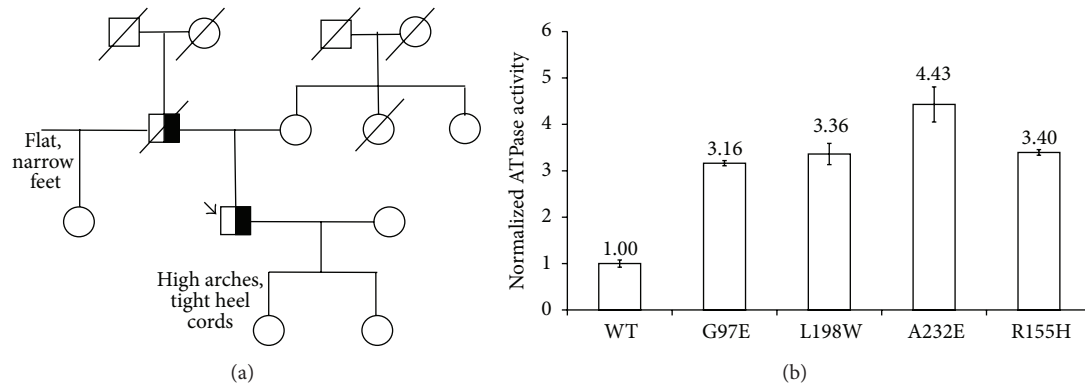 Flat,
narrow
feet
High arches,
tight heel
cords
(a)
Normalized ATPase activity
6
5
4
3
2
1
0
1.00
3.16
3.36
4.43
3.40
WT
G97E
L198W
A232E
R155H
(b)